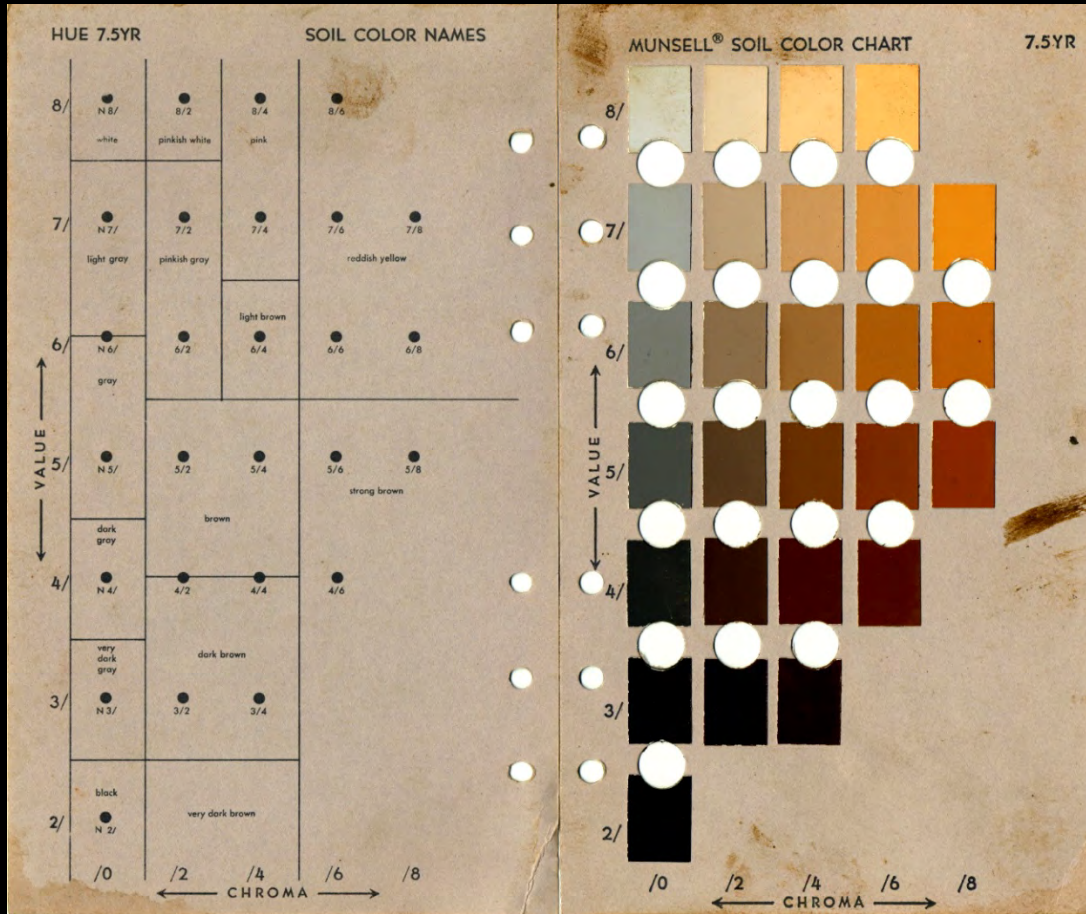 HUE 7.5YR SOIL COLOR NAMES
8/ N 8/ 8/2 8/4 8/6
white pinkish white pink
7/ N 7/ 7/2 7/4 7/6 7/8
light gray pinkish gray reddish yellow
light brown
6/ N 6/ 6/2 6/4 6/6 6/8
gray
5/ N 5/ 5/2 5/4 5/6 5/8
strong brown
brown
dark
gray
4/ N 4/ 4/2 4/4 4/6
very
dark
gray
dark brown
3/ N 3/ 3/2 3/4
black
very dark brown
2/ N 2/
VALUE
/0 /2 /4 /6 /8
CHROMA
MUNSELL® SOIL COLOR CHART 7.5YR
8/
7/
6/
5/
4/
3/
2/
VALUE
/0 /2 /4 /6 /8
CHROMA